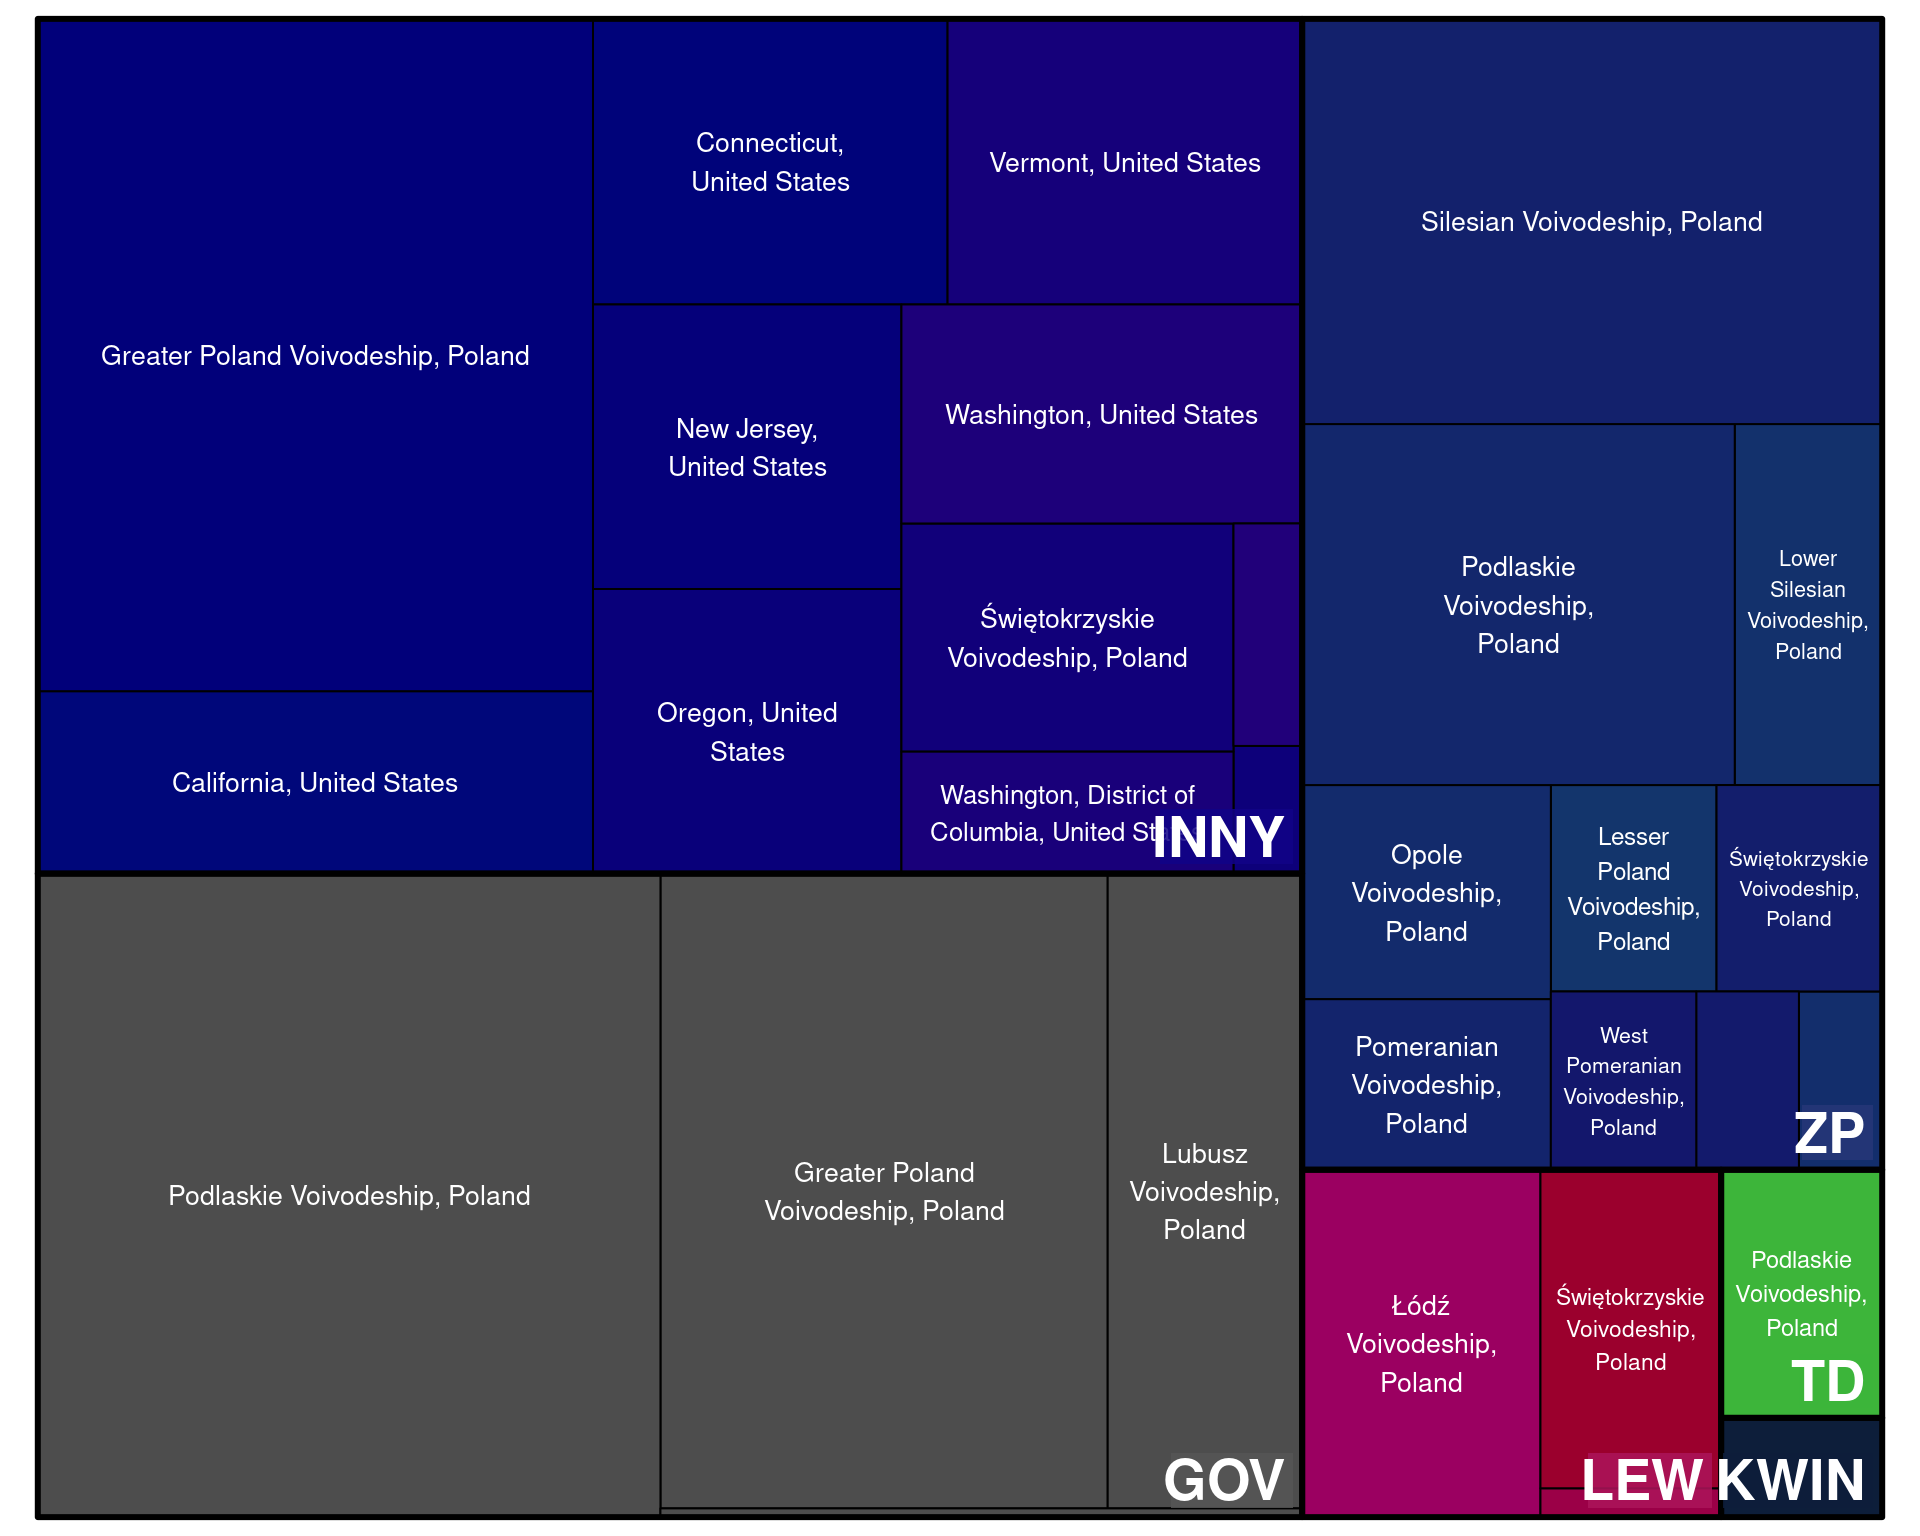 Greater Poland Voivodeship, Poland
California, United States
Connecticut,
United States
Vermont, United States
New Jersey,
United States
Washington, United States
Oregon, United
States
Świętokrzyskie
Voivodeship, Poland
Washington, District of
Columbia, United States
INNY
Silesian Voivodeship, Poland
Podlaskie
Voivodeship,
Poland
Lower
Silesian
Voivodeship,
Poland
Opole
Voivodeship,
Poland
Lesser
Poland
Voivodeship,
Poland
Świętokrzyskie
Voivodeship,
Poland
Pomeranian
Voivodeship,
Poland
West
Pomeranian
Voivodeship,
Poland
ZP
Podlaskie Voivodeship, Poland
Greater Poland
Voivodeship, Poland
Lubusz
Voivodeship,
Poland
GOV
Łódź
Voivodeship,
Poland
Świętokrzyskie
Voivodeship,
Poland
LEW
Podlaskie
Voivodeship,
Poland
TD
KWIN